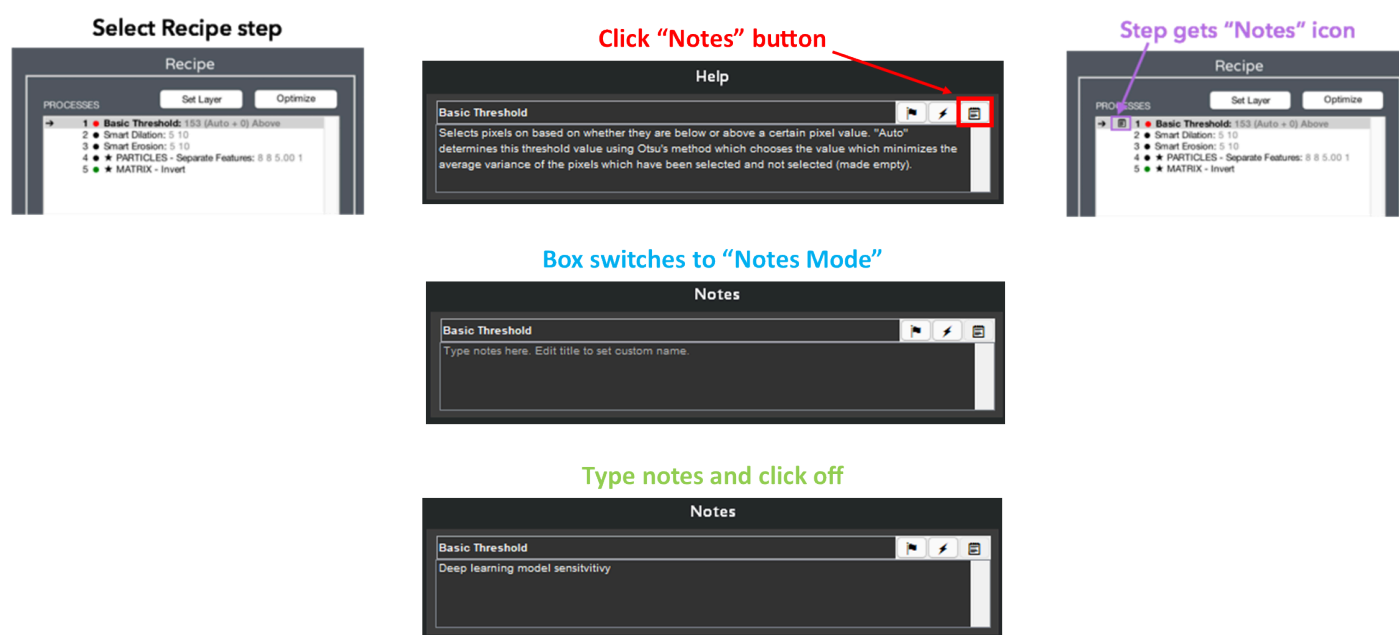 Select Recipe step
Recipe
PROCESSES
Set Layer
Optimize
➔ 1 ● Basic Threshold: 153 (Auto + 0) Above
2 ● Smart Dilation: 5 10
3 ● Smart Erosion: 5 10
4 ● ★ PARTICLES - Separate Features: 8 8 5.00 1
5 ● ★ MATRIX - Invert
Click “Notes” button
Help
Basic Threshold
Selects pixels on based on whether they are below or above a certain pixel value. "Auto"
determines this threshold value using Otsu's method which chooses the value which minimizes the
average variance of the pixels which have been selected and not selected (made empty).
Box switches to “Notes Mode”
Notes
Basic Threshold
Type notes here. Edit title to set custom name.
Type notes and click off
Notes
Basic Threshold
Deep learning model sensitvitivy
Step gets “Notes” icon
Recipe
PROCESSES
Set Layer
Optimize
➔ 1 ● Basic Threshold: 153 (Auto + 0) Above
2 ● Smart Dilation: 5 10
3 ● Smart Erosion: 5 10
4 ● ★ PARTICLES - Separate Features: 8 8 5.00 1
5 ● ★ MATRIX - Invert